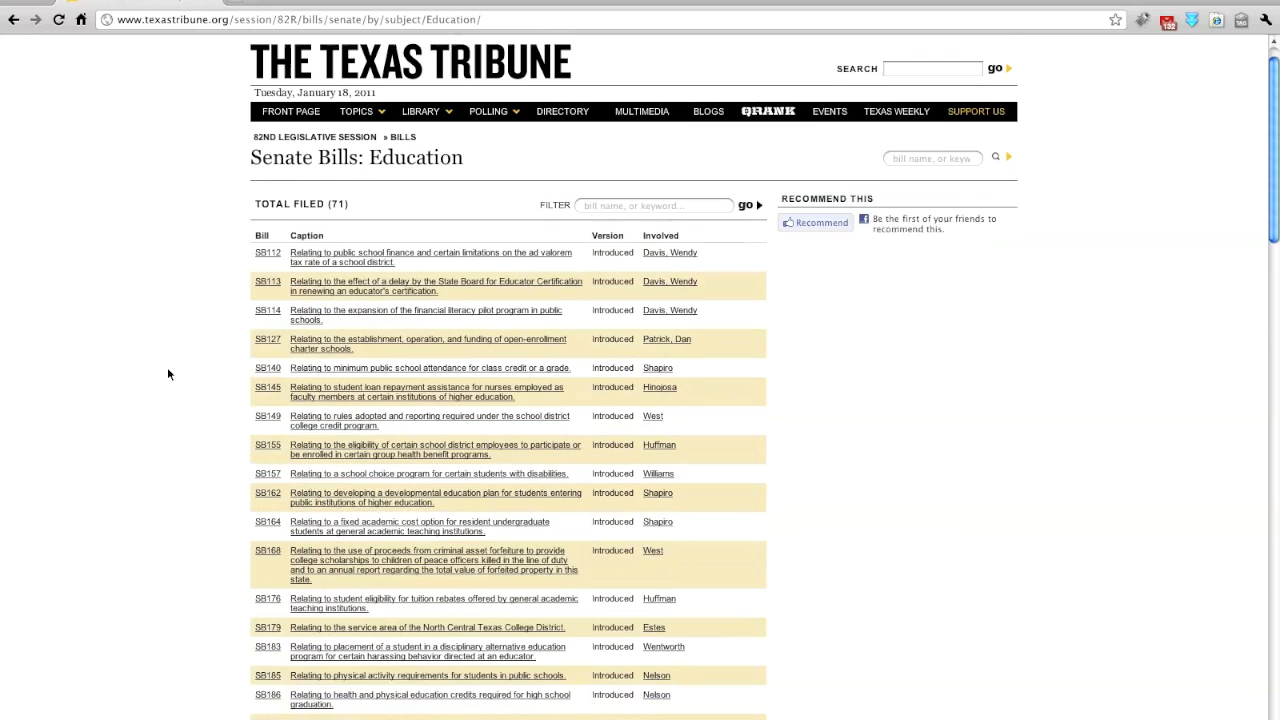 www.texastribune.org/session/82R/bills/senate/by/subject/Education/
132
THE TEXAS TRIBUNE
SEARCH go
Tuesday, January 18, 2011
FRONT PAGE TOPICS LIBRARY POLLING DIRECTORY MULTIMEDIA BLOGS QRANK EVENTS TEXAS WEEKLY SUPPORT US
82ND LEGISLATIVE SESSION » BILLS
Senate Bills: Education
bill name, or keyw
TOTAL FILED (71)
FILTER bill name, or keyword... go
RECOMMEND THIS
Recommend
Be the first of your friends to
recommend this.
Bill Caption Version Involved
SB112 Relating to public school finance and certain limitations on the ad valorem Introduced Davis, Wendy
tax rate of a school district.
SB113 Relating to the effect of a delay by the State Board for Educator Certification Introduced Davis, Wendy
in renewing an educator's certification.
SB114 Relating to the expansion of the financial literacy pilot program in public Introduced Davis, Wendy
schools.
SB127 Relating to the establishment, operation, and funding of open-enrollment Introduced Patrick, Dan
charter schools.
SB140 Relating to minimum public school attendance for class credit or a grade. Introduced Shapiro
SB145 Relating to student loan repayment assistance for nurses employed as Introduced Hinojosa
faculty members at certain institutions of higher education.
SB149 Relating to rules adopted and reporting required under the school district Introduced West
college credit program.
SB155 Relating to the eligibility of certain school district employees to participate or Introduced Huffman
be enrolled in certain group health benefit programs.
SB157 Relating to a school choice program for certain students with disabilities. Introduced Williams
SB162 Relating to developing a developmental education plan for students entering Introduced Shapiro
public institutions of higher education.
SB164 Relating to a fixed academic cost option for resident undergraduate Introduced Shapiro
students at general academic teaching institutions.
SB168 Relating to the use of proceeds from criminal asset forfeiture to provide Introduced West
college scholarships to children of peace officers killed in the line of duty
and to an annual report regarding the total value of forfeited property in this
state.
SB176 Relating to student eligibility for tuition rebates offered by general academic Introduced Huffman
teaching institutions.
SB179 Relating to the service area of the North Central Texas College District. Introduced Estes
SB183 Relating to placement of a student in a disciplinary alternative education Introduced Wentworth
program for certain harassing behavior directed at an educator.
SB185 Relating to physical activity requirements for students in public schools. Introduced Nelson
SB186 Relating to health and physical education credits required for high school Introduced Nelson
graduation.